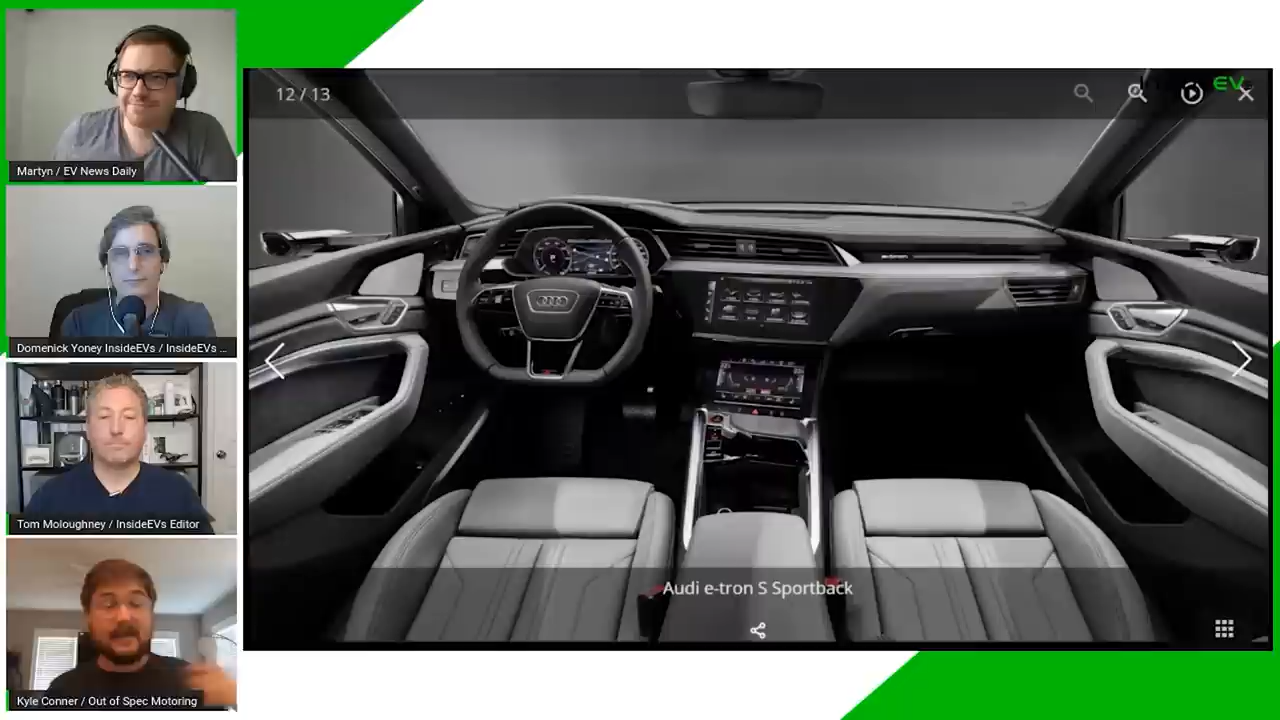 Martyn / EV News Daily
Domenick Yoney InsideEVs / InsideEVs ...
Tom Moloughney / InsideEVs Editor
Kyle Conner / Out of Spec Motoring
12 / 13
EV
Audi e-tron S Sportback